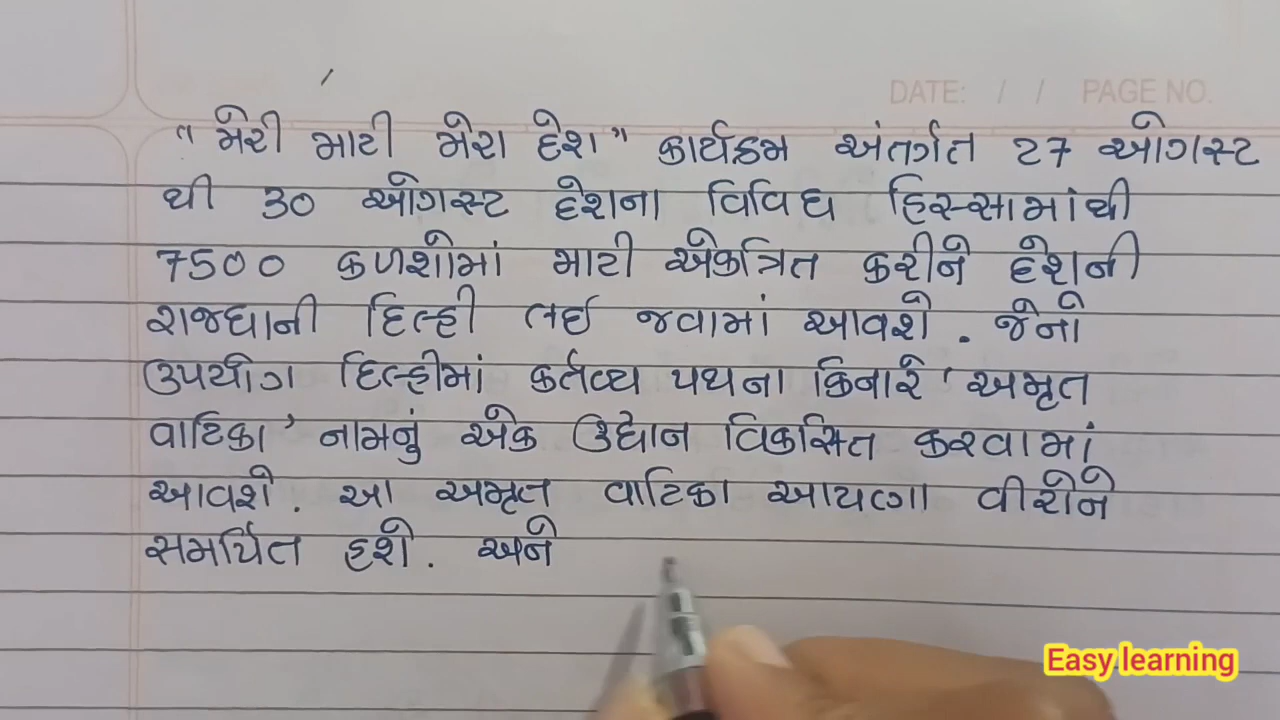 DATE: / / PAGE NO.
"મેરી માટી મેરા દેશ" કાર્યક્રમ અંતર્ગત 27 ઓગસ્ટ
થી 30 ઓગસ્ટ દેશના વિવિધ હિસ્સામાંથી
7500 કળશોમાં માટી એકત્રિત કરીને દેશની
રાજધાની દિલ્હી લઈ જવામાં આવશે. જેનો
ઉપયોગ દિલ્હીમાં કર્તવ્ય પથના કિનારે 'અમૃત
વાટિકા' નામનું એક ઉદ્યાન વિકસિત કરવામાં
આવશે. આ અમૃત વાટિકા આપણા વીરોને
સમર્પિત હશે. અને
Easy learning